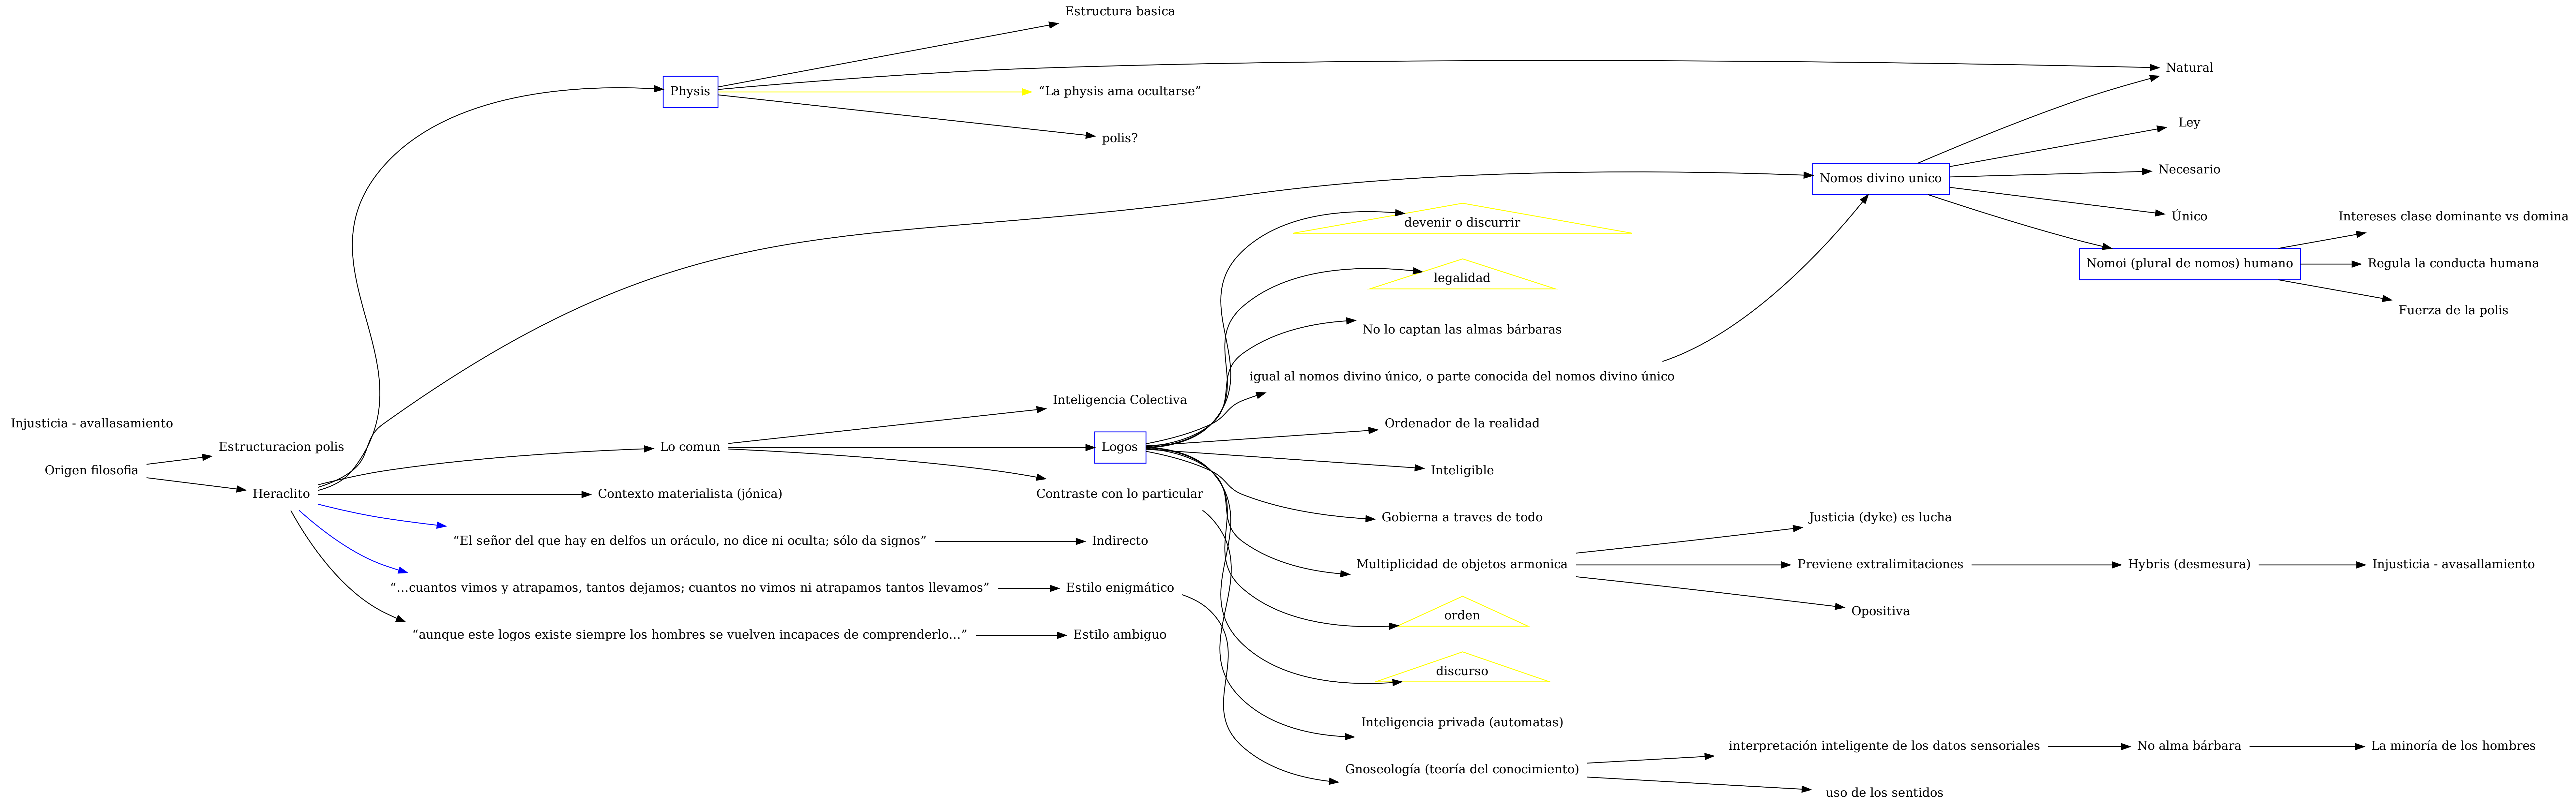 Injusticia - avallasamiento
Origen filosofia
Estructuracion polis
Heraclito
Physis
Estructura basica
“La physis ama ocultarse”
polis?
Lo comun
Contexto materialista (jónica)
“El señor del que hay en delfos un oráculo, no dice ni oculta; sólo da signos”
“...cuantos vimos y atrapamos, tantos dejamos; cuantos no vimos ni atrapamos tantos llevamos”
“aunque este logos existe siempre los hombres se vuelven incapaces de comprenderlo...”
Inteligencia Colectiva
Logos
Contraste con lo particular
Indirecto
Estilo enigmático
Estilo ambiguo
devenir o discurrir
legalidad
No lo captan las almas bárbaras
igual al nomos divino único, o parte conocida del nomos divino único
Ordenador de la realidad
Inteligible
Gobierna a traves de todo
Multiplicidad de objetos armonica
orden
discurso
Inteligencia privada (automatas)
Gnoseología (teoría del conocimiento)
Nomos divino unico
Natural
Ley
Necesario
Único
Nomoi (plural de nomos) humano
Intereses clase dominante vs domina
Regula la conducta humana
Fuerza de la polis
Justicia (dyke) es lucha
Previene extralimitaciones
Opositiva
Hybris (desmesura)
Injusticia - avasallamiento
interpretación inteligente de los datos sensoriales
uso de los sentidos
No alma bárbara
La minoría de los hombres